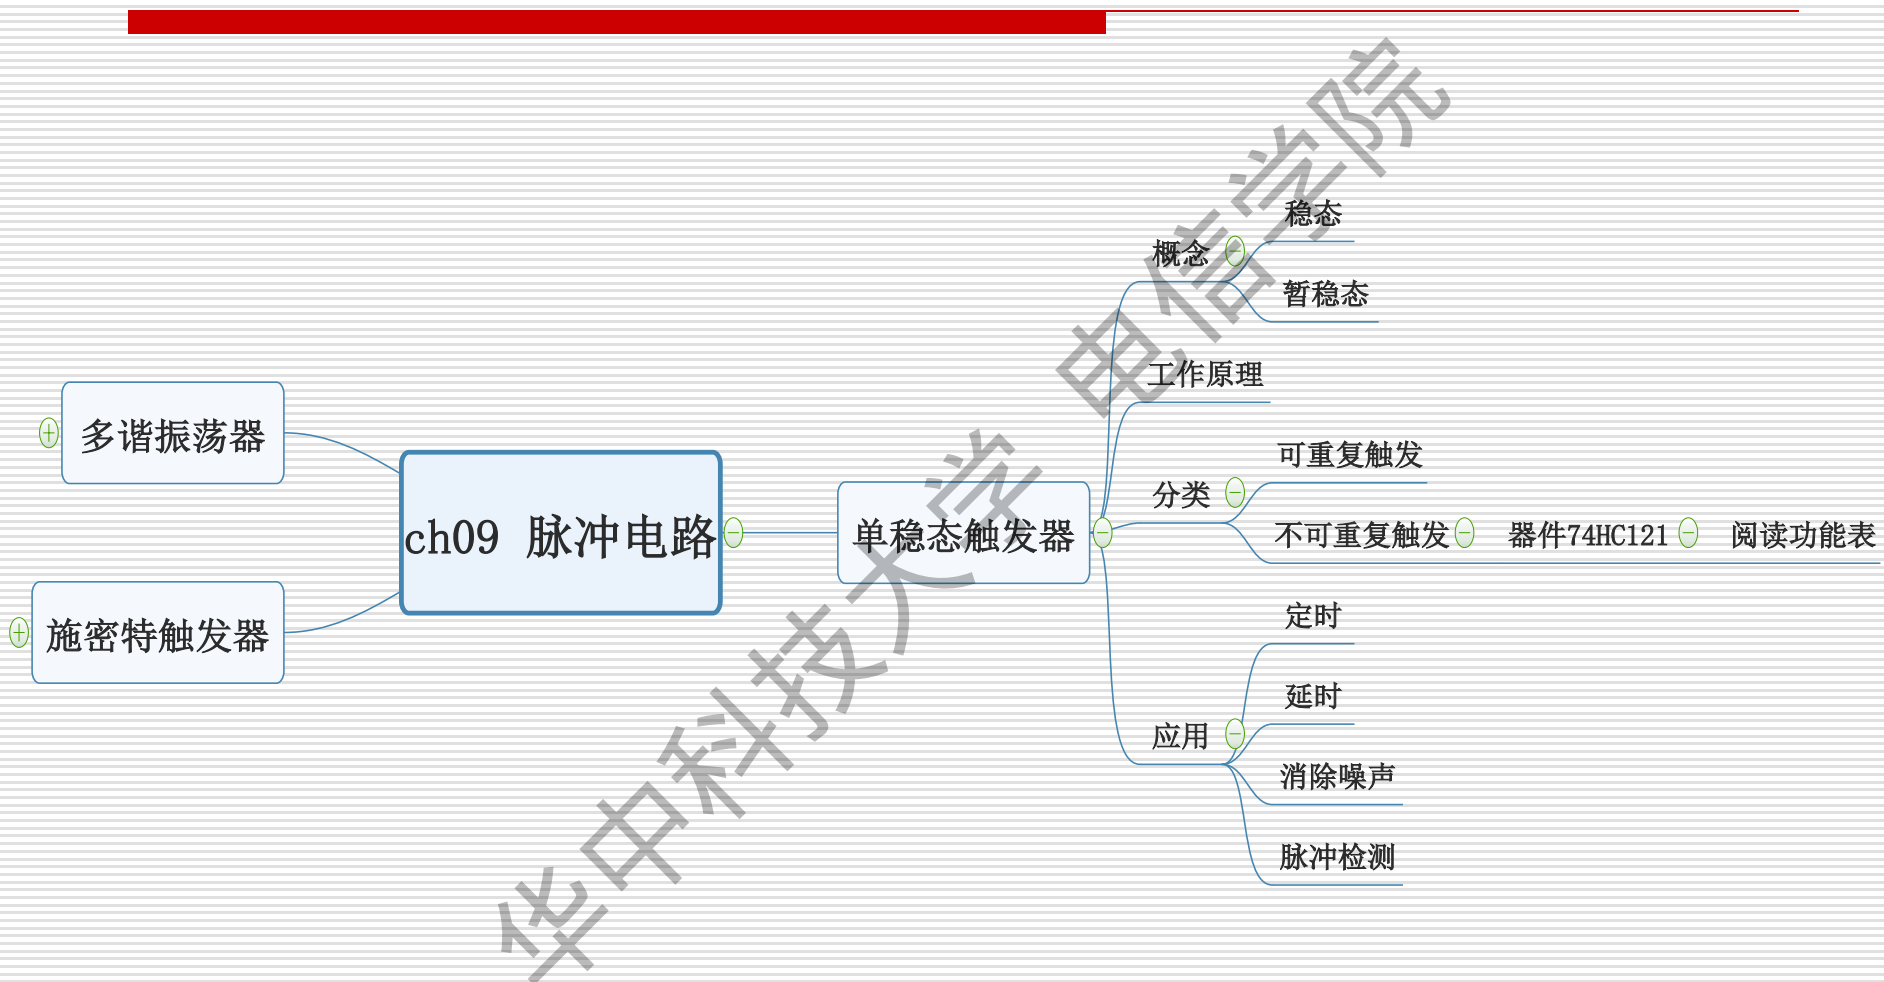 多谐振荡器
施密特触发器
ch09 脉冲电路
单稳态触发器
概念
稳态
暂稳态
工作原理
分类
可重复触发
不可重复触发 器件74HC121 阅读功能表
应用
定时
延时
消除噪声
脉冲检测
华中科技大学 电信学院